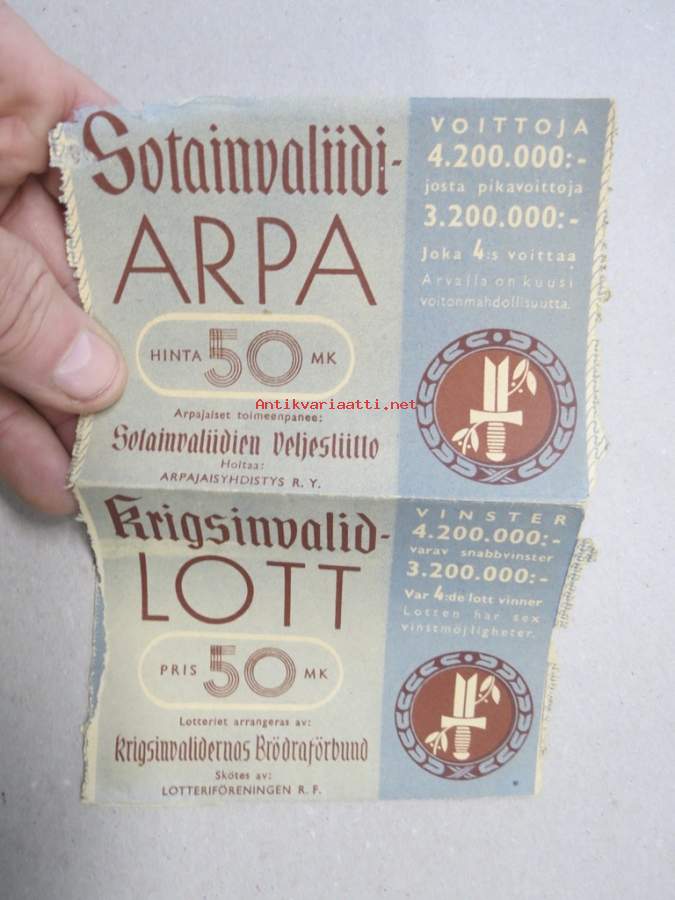 Sotainvaliidi-
ARPA
HINTA 50 MK
Arpajaiset toimeenpanee:
Sotainvaliidien Veljesliitto
Hoitaa:
ARPAJAISYHDISTYS R. Y.
VOITTOJA
4.200.000:-
josta pikavoittoja
3.200.000:-
Joka 4:s voittaa
Arvalla on kuusi
voitonmahdollisuutta.
Antikvariaatti.net
Krigsinvalid-
LOTT
PRIS 50 MK
Lotteriet arrangeras av:
Krigsinvalidernas Brödraförbund
Skötes av:
LOTTERIFÖRENINGEN R. F.
VINSTER
4.200.000:-
varav snabbvinster
3.200.000:-
Var 4:de lott vinner
Lotten har sex
vinstmöjligheter.